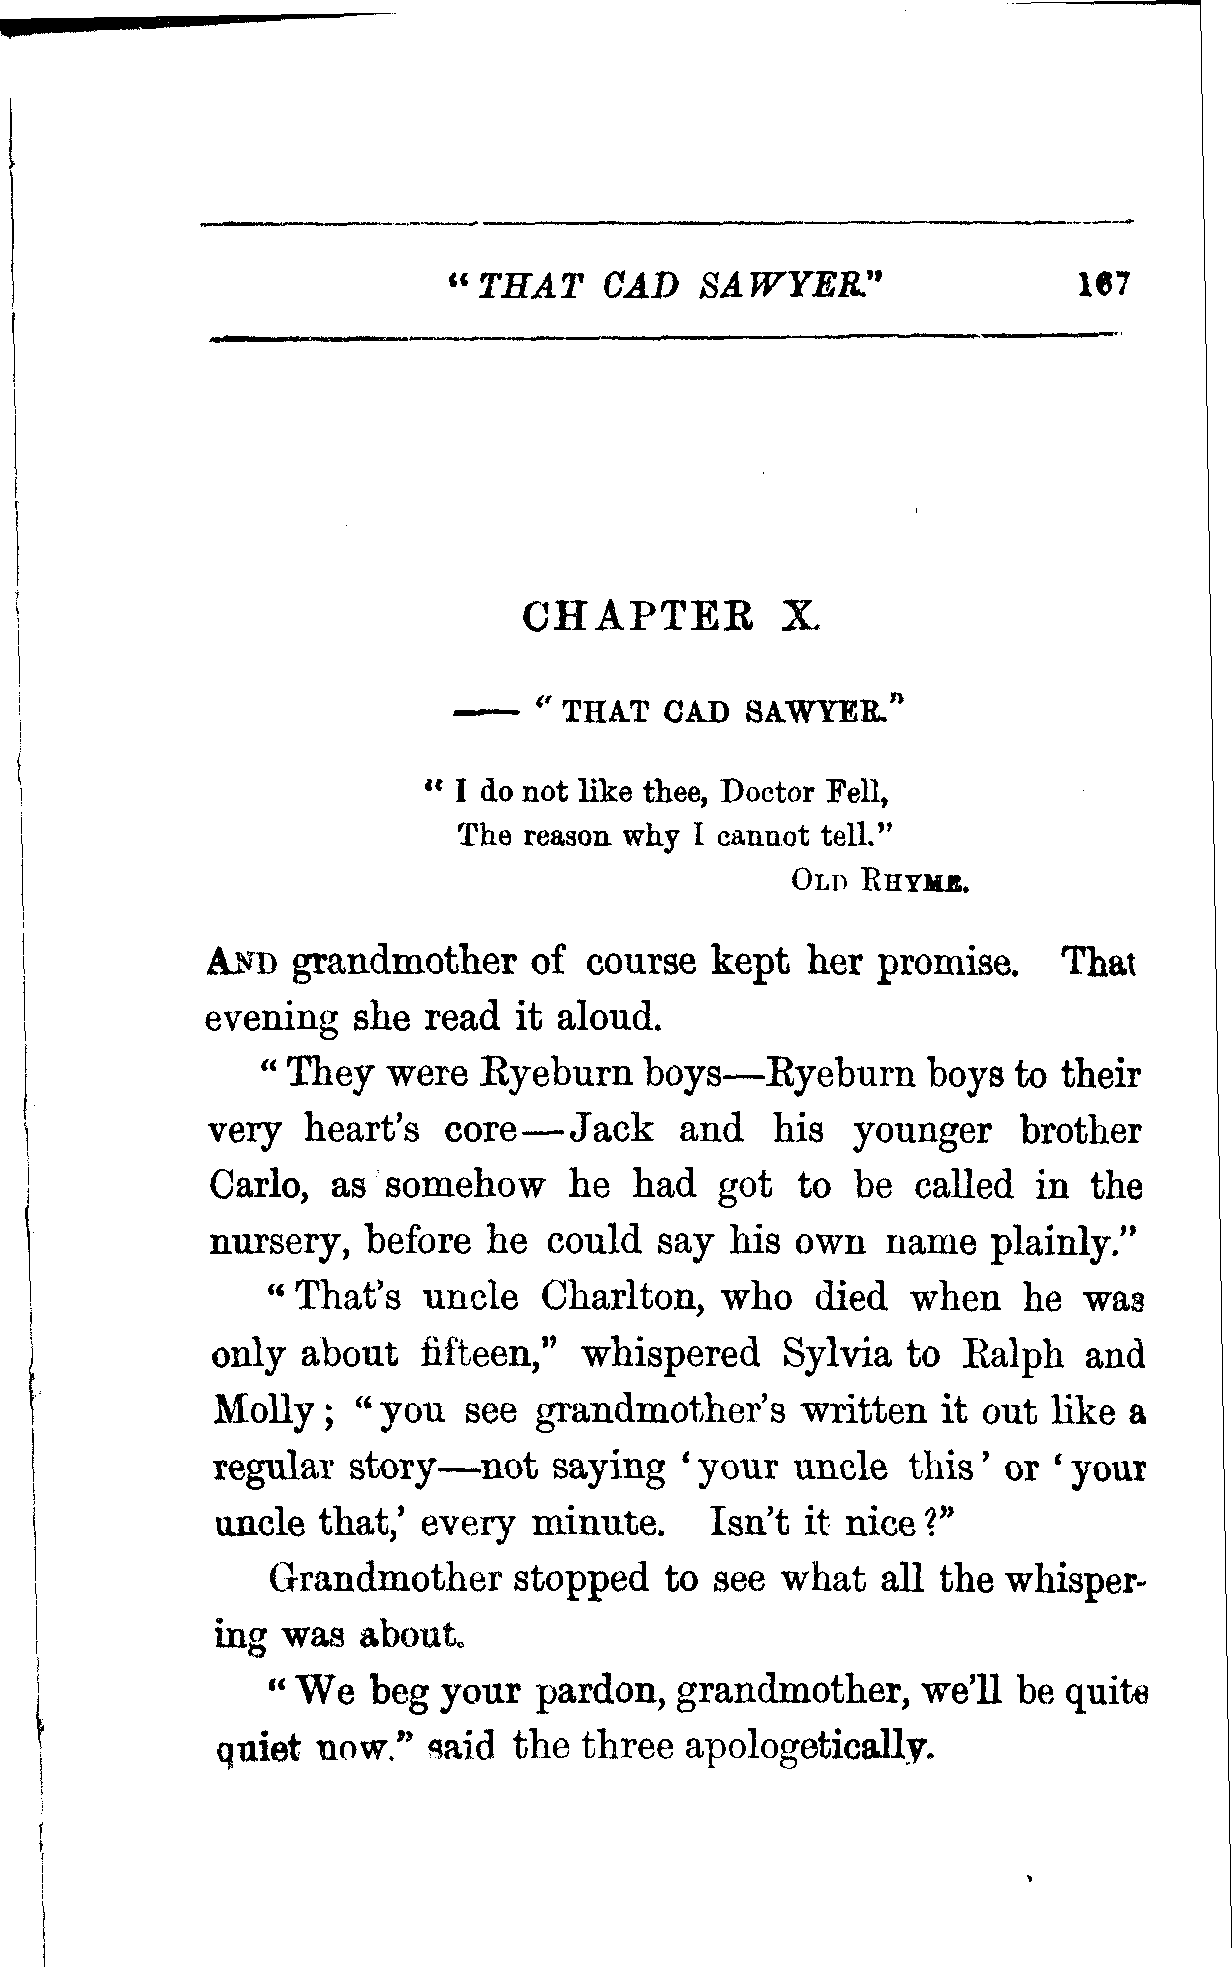 "THAT CAD SAWYER." 167
CHAPTER X.
— "THAT CAD SAWYER."
"I do not like thee, Doctor Fell,
The reason why I cannot tell."
OLD RHYME.
AND grandmother of course kept her promise. That
evening she read it aloud.
"They were Ryeburn boys—Ryeburn boys to their
very heart's core—Jack and his younger brother
Carlo, as somehow he had got to be called in the
nursery, before he could say his own name plainly."
"That's uncle Charlton, who died when he was
only about fifteen," whispered Sylvia to Ralph and
Molly; "you see grandmother's written it out like a
regular story—not saying 'your uncle this' or 'your
uncle that,' every minute. Isn't it nice?"
Grandmother stopped to see what all the whisper-
ing was about.
"We beg your pardon, grandmother, we'll be quite
quiet now." said the three apologetically.